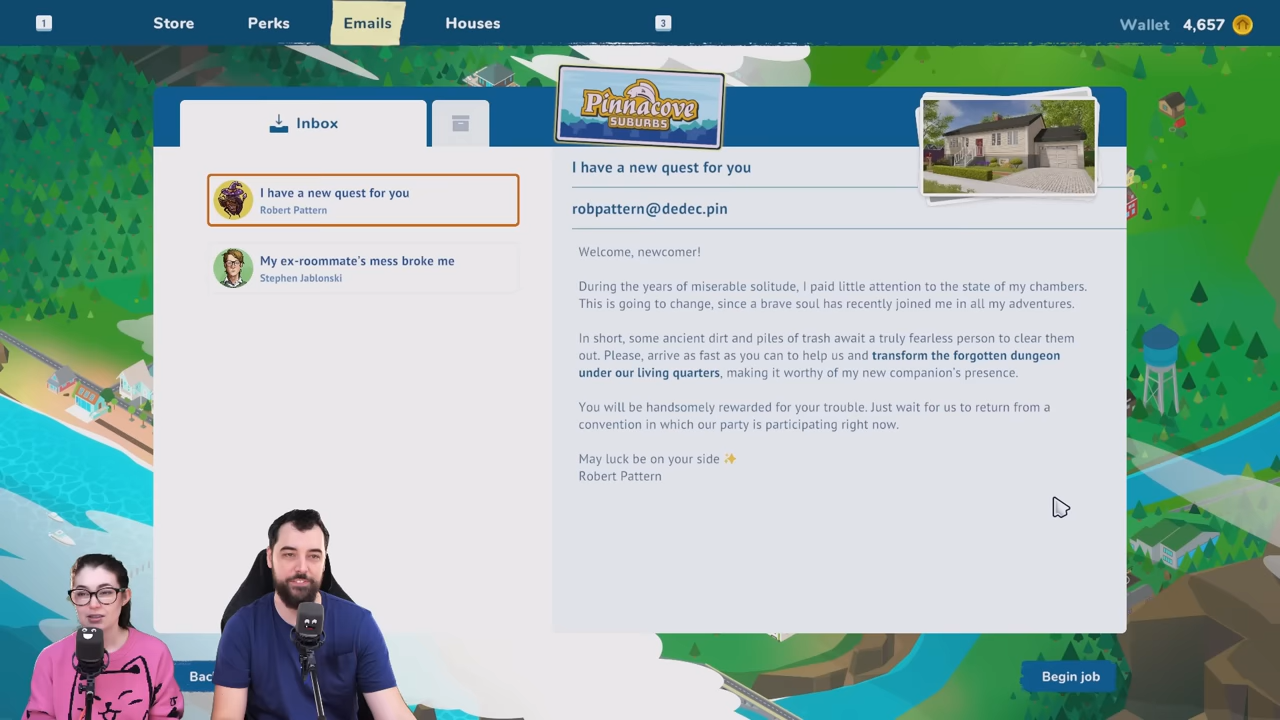 1
Store
Perks
Emails
Houses
3
Wallet 4,657
Inbox
Pinnacove
SUBURBS
I have a new quest for you
Robert Pattern
My ex-roommate's mess broke me
Stephen Jablonski
I have a new quest for you
robpattern@dedec.pin
Welcome, newcomer!
During the years of miserable solitude, I paid little attention to the state of my chambers.
This is going to change, since a brave soul has recently joined me in all my adventures.
In short, some ancient dirt and piles of trash await a truly fearless person to clear them
out. Please, arrive as fast as you can to help us and transform the forgotten dungeon
under our living quarters, making it worthy of my new companion's presence.
You will be handsomely rewarded for your trouble. Just wait for us to return from a
convention in which our party is participating right now.
May luck be on your side ✨
Robert Pattern
Begin job